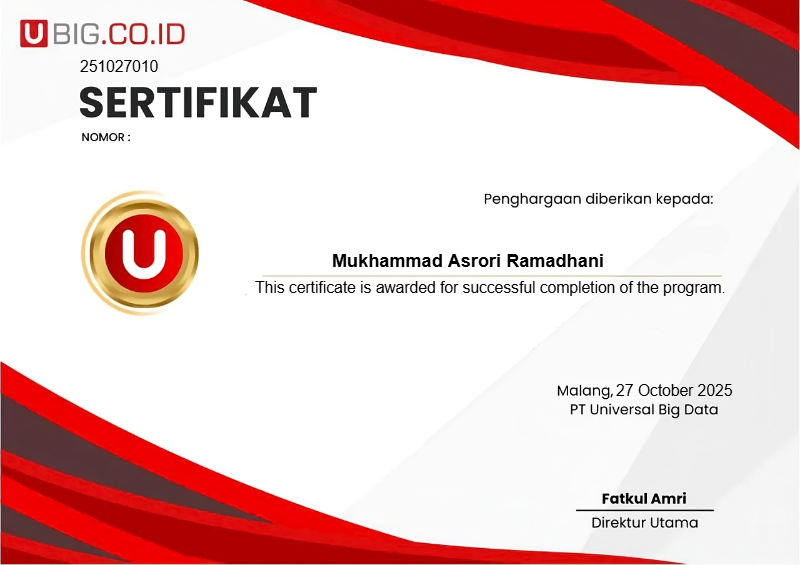 UBIG.CO.ID
251027010
SERTIFIKAT
NOMOR :
Penghargaan diberikan kepada:
U
Mukhammad Asrori Ramadhani
This certificate is awarded for successful completion of the program.
Malang, 27 October 2025
PT Universal Big Data
Fatkul Amri
Direktur Utama